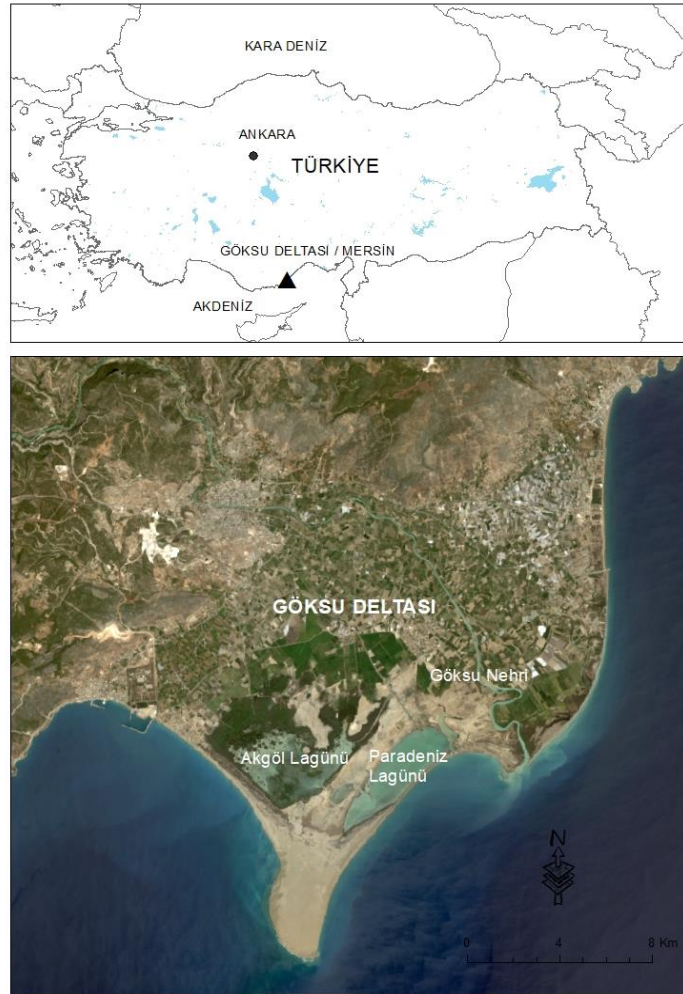 KARA DENİZ
ANKARA
TÜRKİYE
GÖKSU DELTASI / MERSİN
AKDENİZ
GÖKSU DELTASI
Göksu Nehri
Akgöl Lagünü
Paradeniz
Lagünü
N
0 4 8 Km